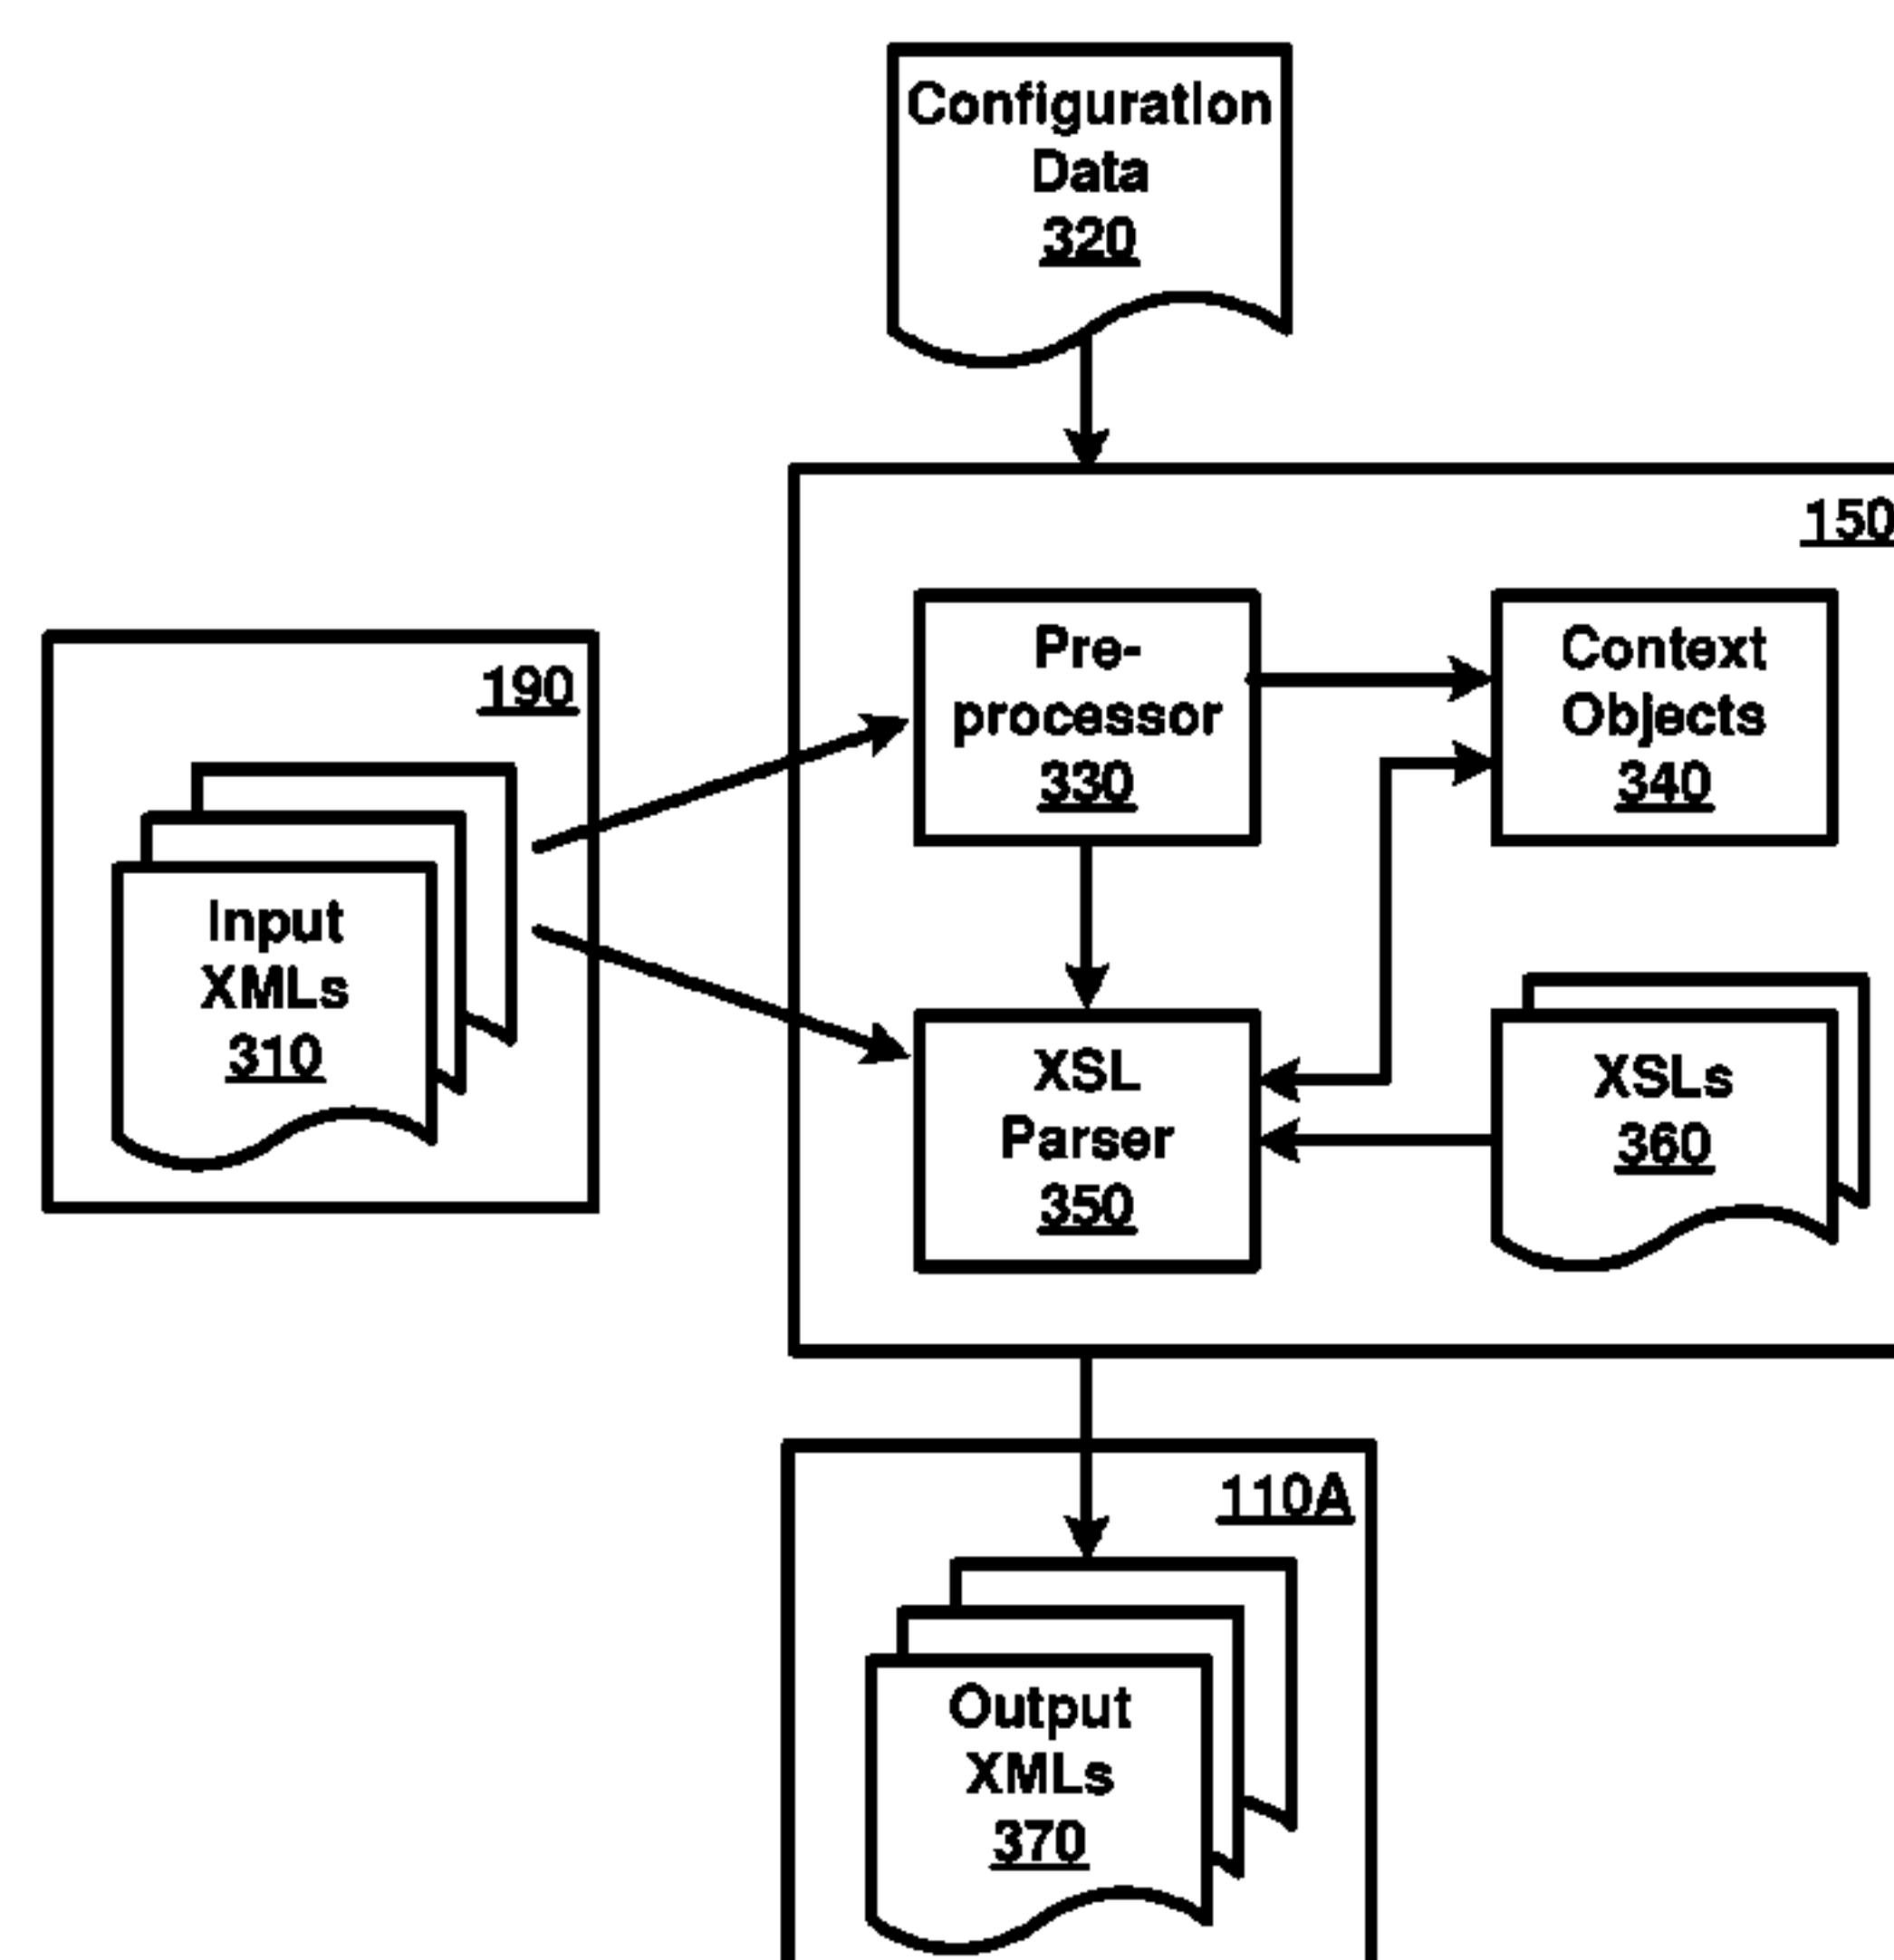 Configuration
Data
320
150
190
Pre-
processor
330
Context
Objects
340
Input
XMLs
310
XSL
Parser
350
XSLs
360
110A
Output
XMLs
370